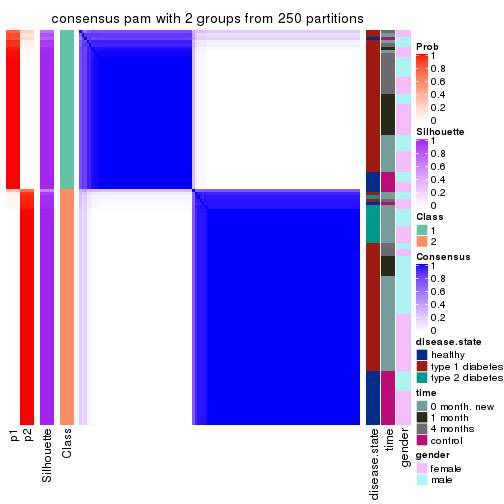 consensus pam with 2 groups from 250 partitions
Prob
1
0.8
0.6
0.4
0.2
0
Silhouette
1
0.8
0.6
0.4
0.2
0
Class
1
2
Consensus
1
0.8
0.6
0.4
0.2
0
disease.state
healthy
type 1 diabetes
type 2 diabetes
time
0 month. new
1 month
4 months
control
gender
female
male
p1
p2
Silhouette
Class
disease.state
time
gender